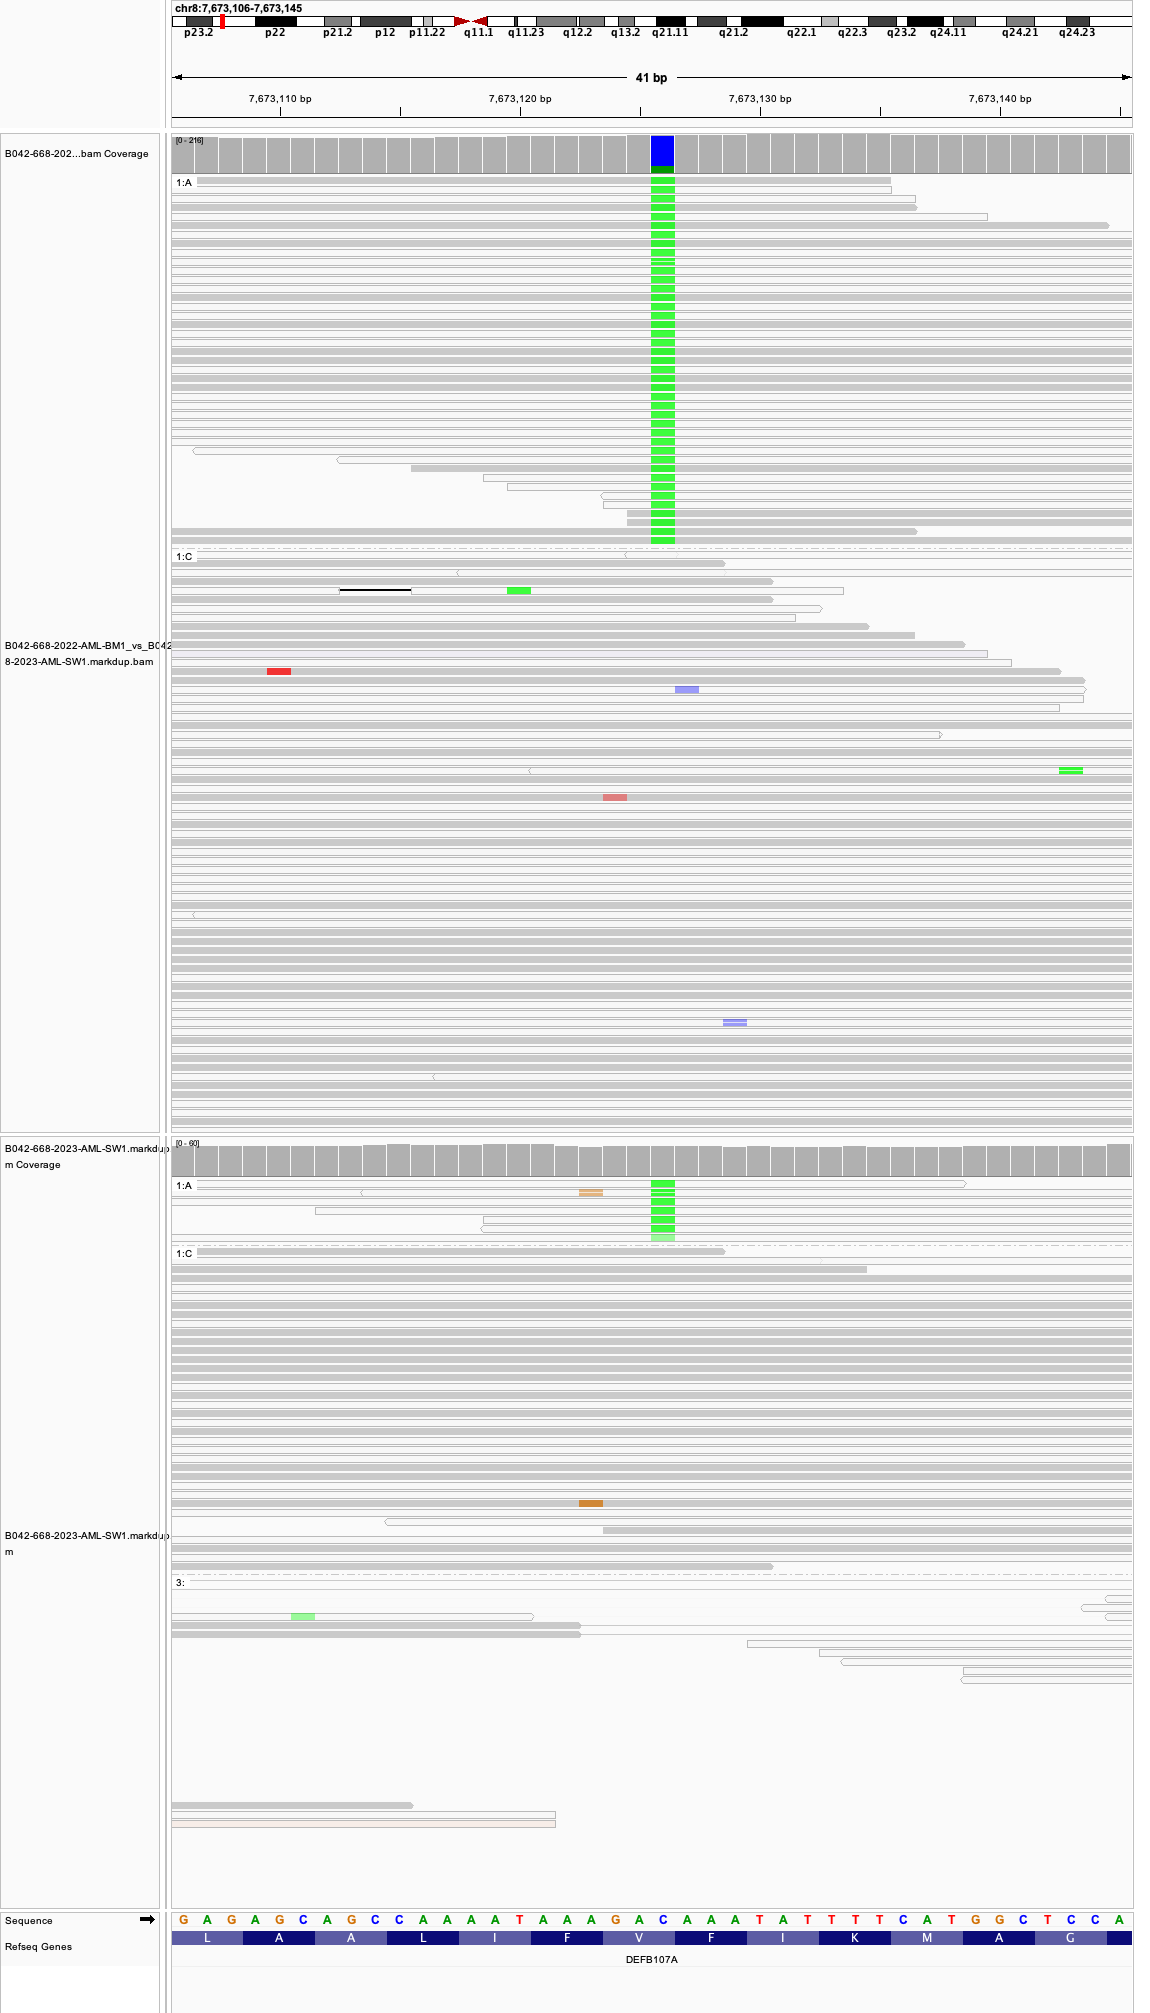 chr8:7,673,106-7,673,145
p23.2 p22 p21.2 p12 p11.22 q11.1 q11.23 q12.2 q13.2 q21.11 q21.2 q22.1 q22.3 q23.2 q24.11 q24.21 q24.23
41 bp
7,673,110 bp 7,673,120 bp 7,673,130 bp 7,673,140 bp
[0 - 216]
B042-668-202...bam Coverage
1:A
1:C
B042-668-2022-AML-BM1_vs_B042
8-2023-AML-SW1.markdup.bam
[0 - 60]
B042-668-2023-AML-SW1.markdup
m Coverage
1:A
1:C
B042-668-2023-AML-SW1.markdup
m
3:
Sequence G A G A G C A G C C A A A A T A A A G A C A A A T A T T T T C A T G G C T C C A
Refseq Genes L A A L I F V F I K M A G
DEFB107A